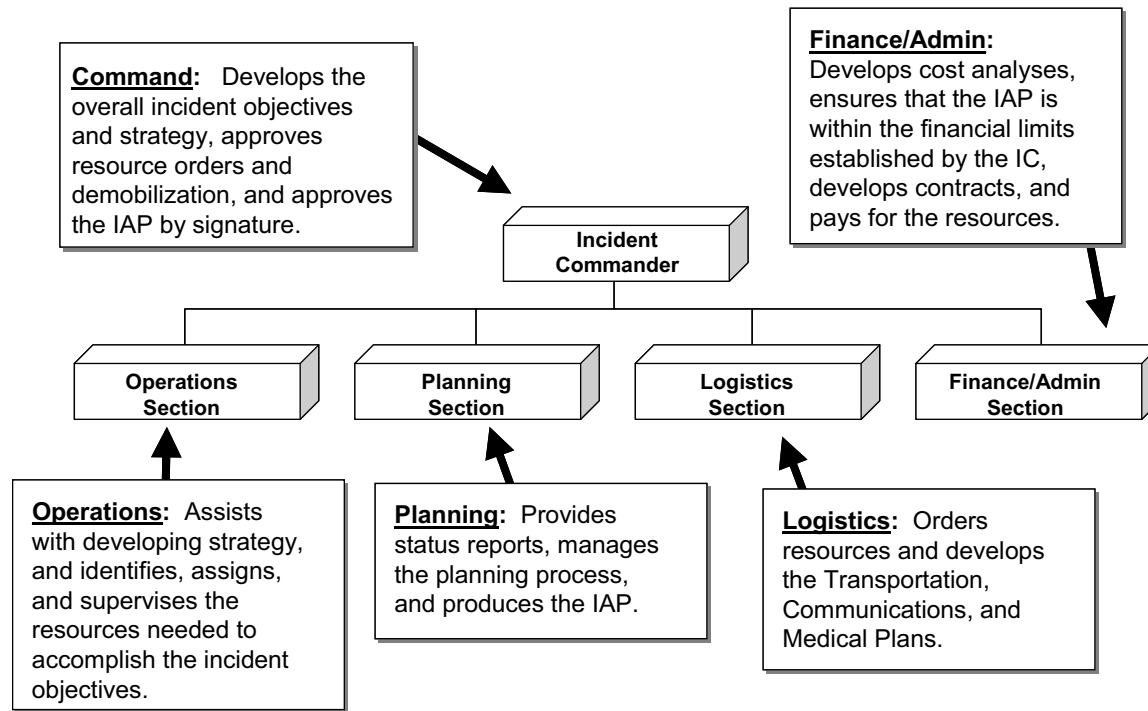 Command: Develops the
overall incident objectives
and strategy, approves
resource orders and
demobilization, and approves
the IAP by signature.
Finance/Admin:
Develops cost analyses,
ensures that the IAP is
within the financial limits
established by the IC,
develops contracts, and
pays for the resources.
Incident
Commander
Operations
Section
Planning
Section
Logistics
Section
Finance/Admin
Section
Operations: Assists
with developing strategy,
and identifies, assigns,
and supervises the
resources needed to
accomplish the incident
objectives.
Planning: Provides
status reports, manages
the planning process,
and produces the IAP.
Logistics: Orders
resources and develops
the Transportation,
Communications, and
Medical Plans.